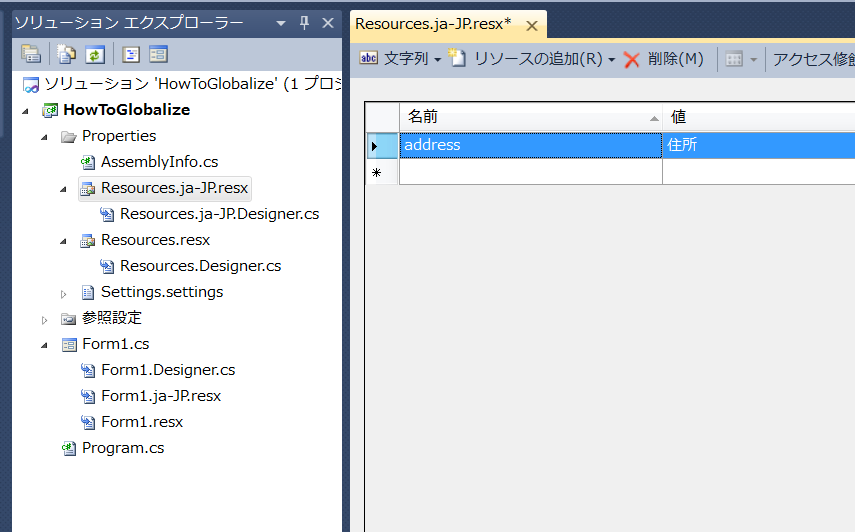 ソリューション エクスプローラー
ソリューション 'HowToGlobalize' (1 プロジ
HowToGlobalize
Properties
AssemblyInfo.cs
Resources.ja-JP.resx
Resources.ja-JP.Designer.cs
Resources.resx
Resources.Designer.cs
Settings.settings
参照設定
Form1.cs
Form1.Designer.cs
Form1.ja-JP.resx
Form1.resx
Program.cs
Resources.ja-JP.resx*
abc 文字列 リソースの追加(R) 削除(M) アクセス修飾
名前 値
address 住所